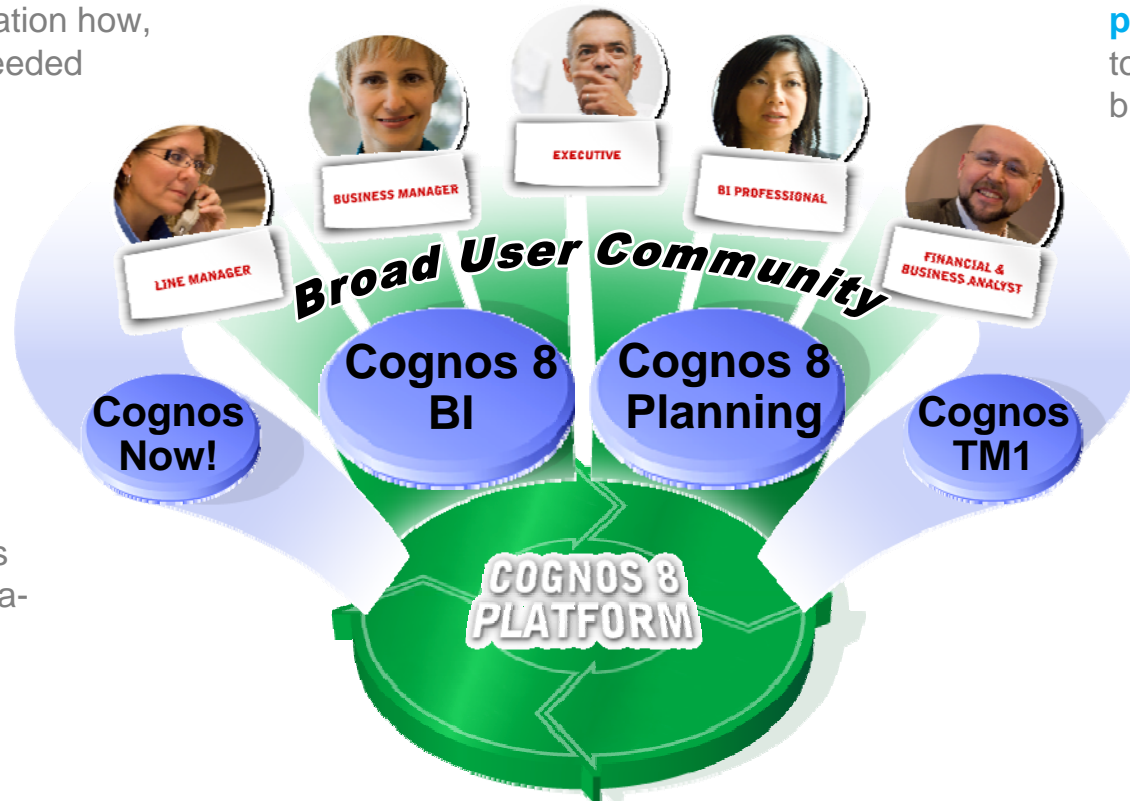 ation how,
eeded
p
to
b
EXECUTIVE
BUSINESS MANAGER
BI PROFESSIONAL
LINE MANAGER
FINANCIAL &
BUSINESS ANALYST
Broad User Community
Cognos 8
BI
Cognos 8
Planning
Cognos
Now!
Cognos
TM1
s
a-
COGNOS 8
PLATFORM